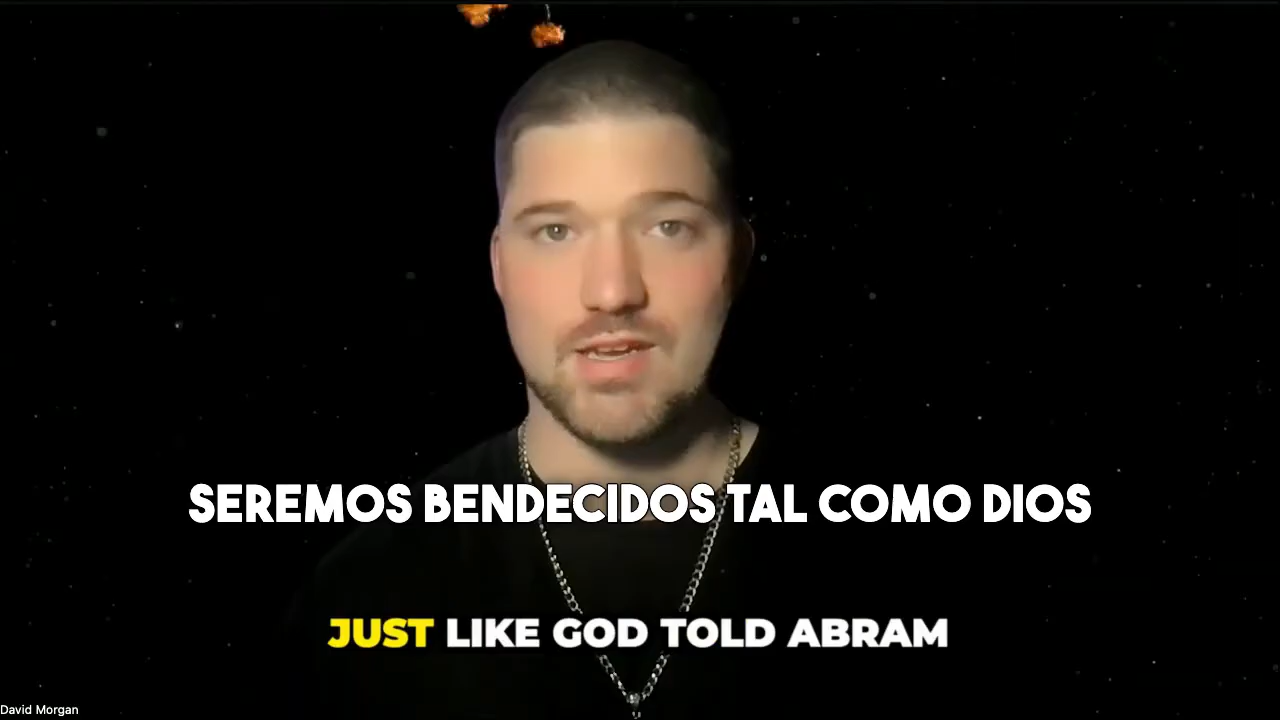 SEREMOS BENDECIDOS TAL COMO DIOS
JUST LIKE GOD TOLD ABRAM
David Morgan